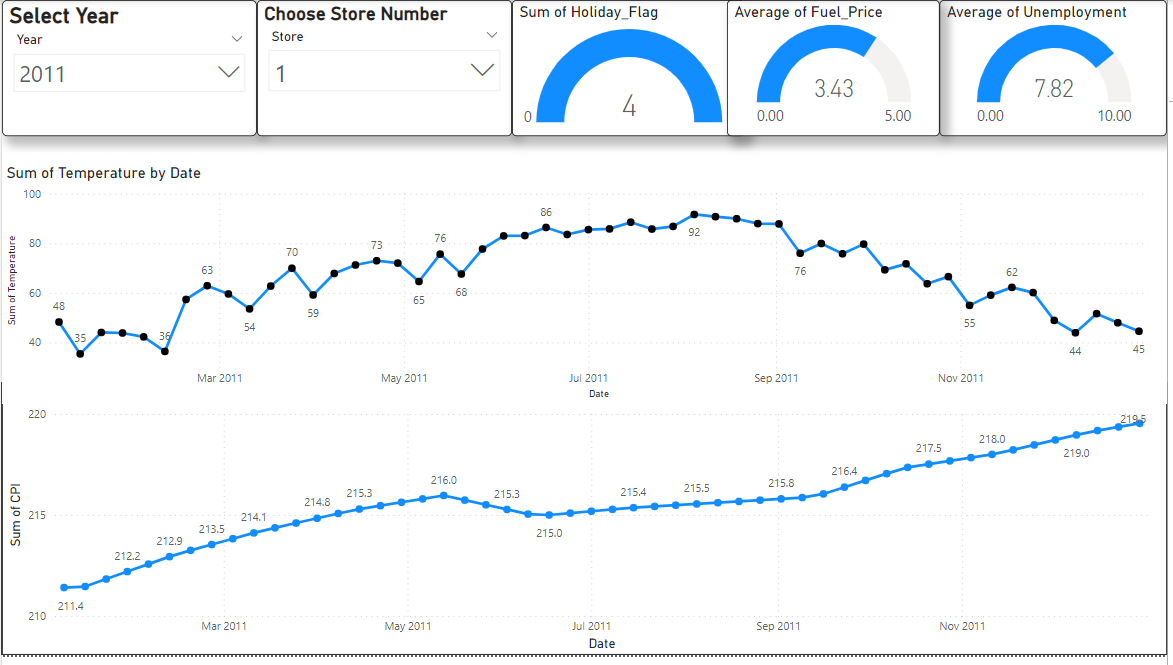 Select Year
Year
2011
Choose Store Number
Store
1
Sum of Holiday_Flag
0
4
Average of Fuel_Price
3.43
0.00
5.00
Average of Unemployment
7.82
0.00
10.00
Sum of Temperature by Date
Sum of Temperature
100
80
60
40
48
35
36
63
54
70
59
73
65
76
68
86
92
76
55
62
44
45
Mar 2011
May 2011
Jul 2011
Sep 2011
Nov 2011
Date
Sum of CPI
220
215
210
211.4
212.2
212.9
213.5
214.1
214.8
215.3
216.0
215.3
215.0
215.4
215.5
215.8
216.4
217.5
218.0
219.0
219.5
Mar 2011
May 2011
Jul 2011
Sep 2011
Nov 2011
Date